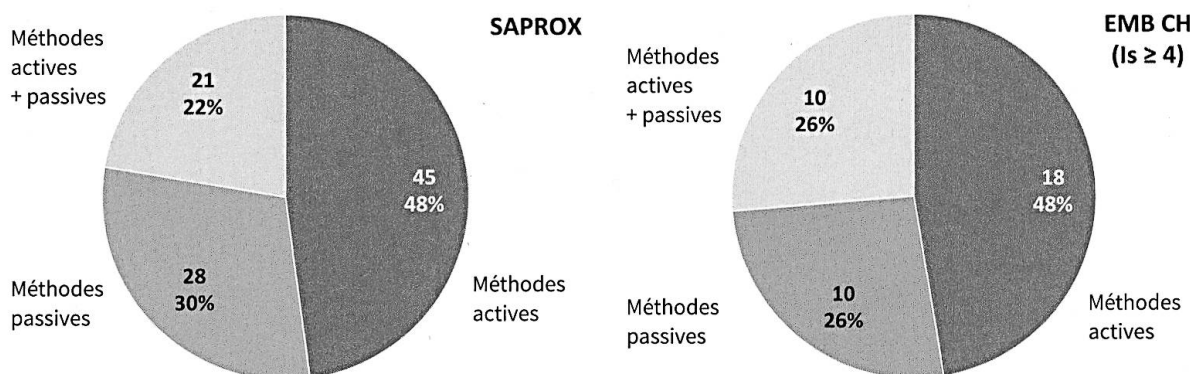 SAPROX
Méthodes
actives
+ passives
21
22%
45
48%
28
30%
Méthodes
passives
Méthodes
actives
EMB CH
(Is ≥ 4)
Méthodes
actives
+ passives
10
26%
18
48%
10
26%
Méthodes
passives
Méthodes
actives